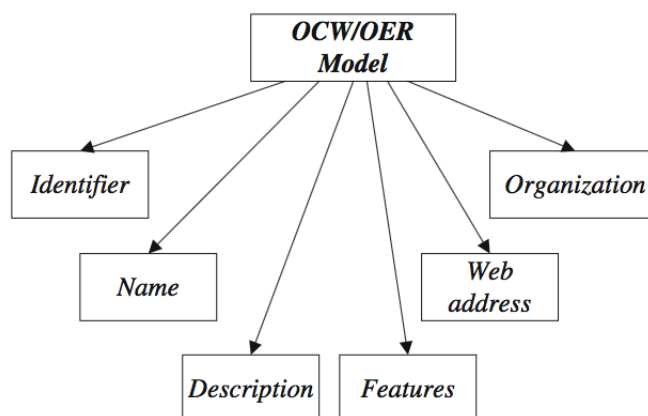 OCW/OER
Model
Identifier
Organization
Name
Web
address
Description
Features